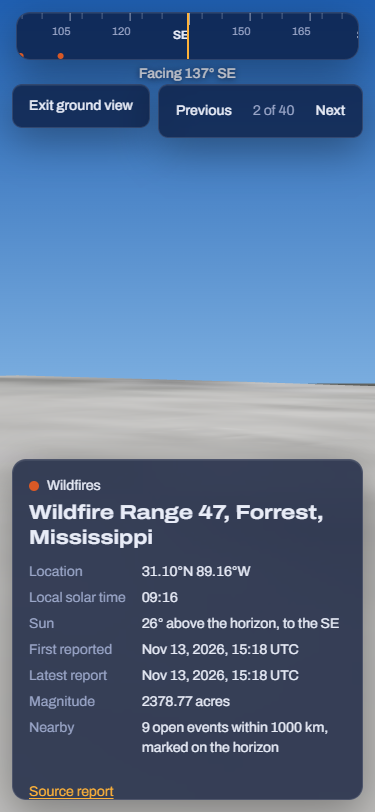 105 120 SE 150 165
Facing 137° SE
Exit ground view
Previous 2 of 40 Next
Wildfires
Wildfire Range 47, Forrest,
Mississippi
Location 31.10°N 89.16°W
Local solar time 09:16
Sun 26° above the horizon, to the SE
First reported Nov 13, 2026, 15:18 UTC
Latest report Nov 13, 2026, 15:18 UTC
Magnitude 2378.77 acres
Nearby 9 open events within 1000 km,
marked on the horizon
Source report